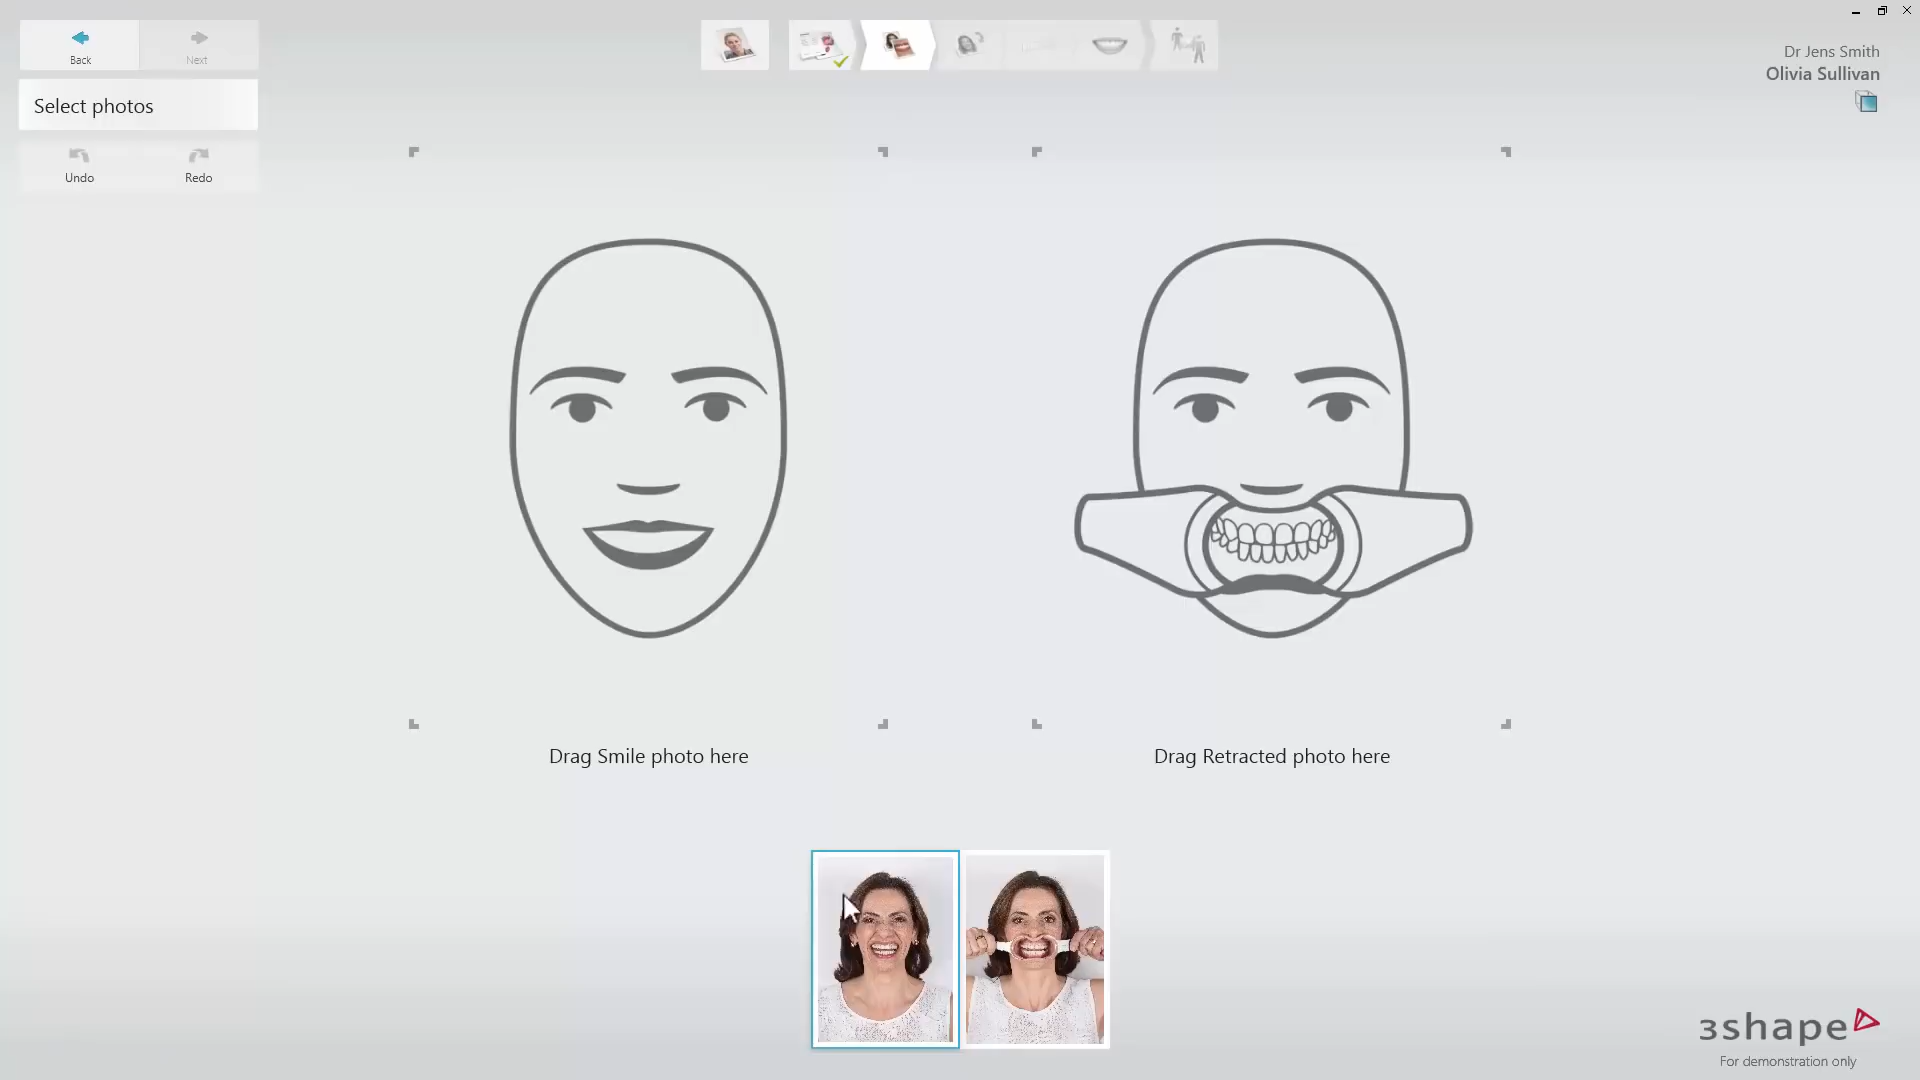 Back
Next
Select photos
Undo
Redo
Dr Jens Smith
Olivia Sullivan
Drag Smile photo here
Drag Retracted photo here
3shape
For demonstration only